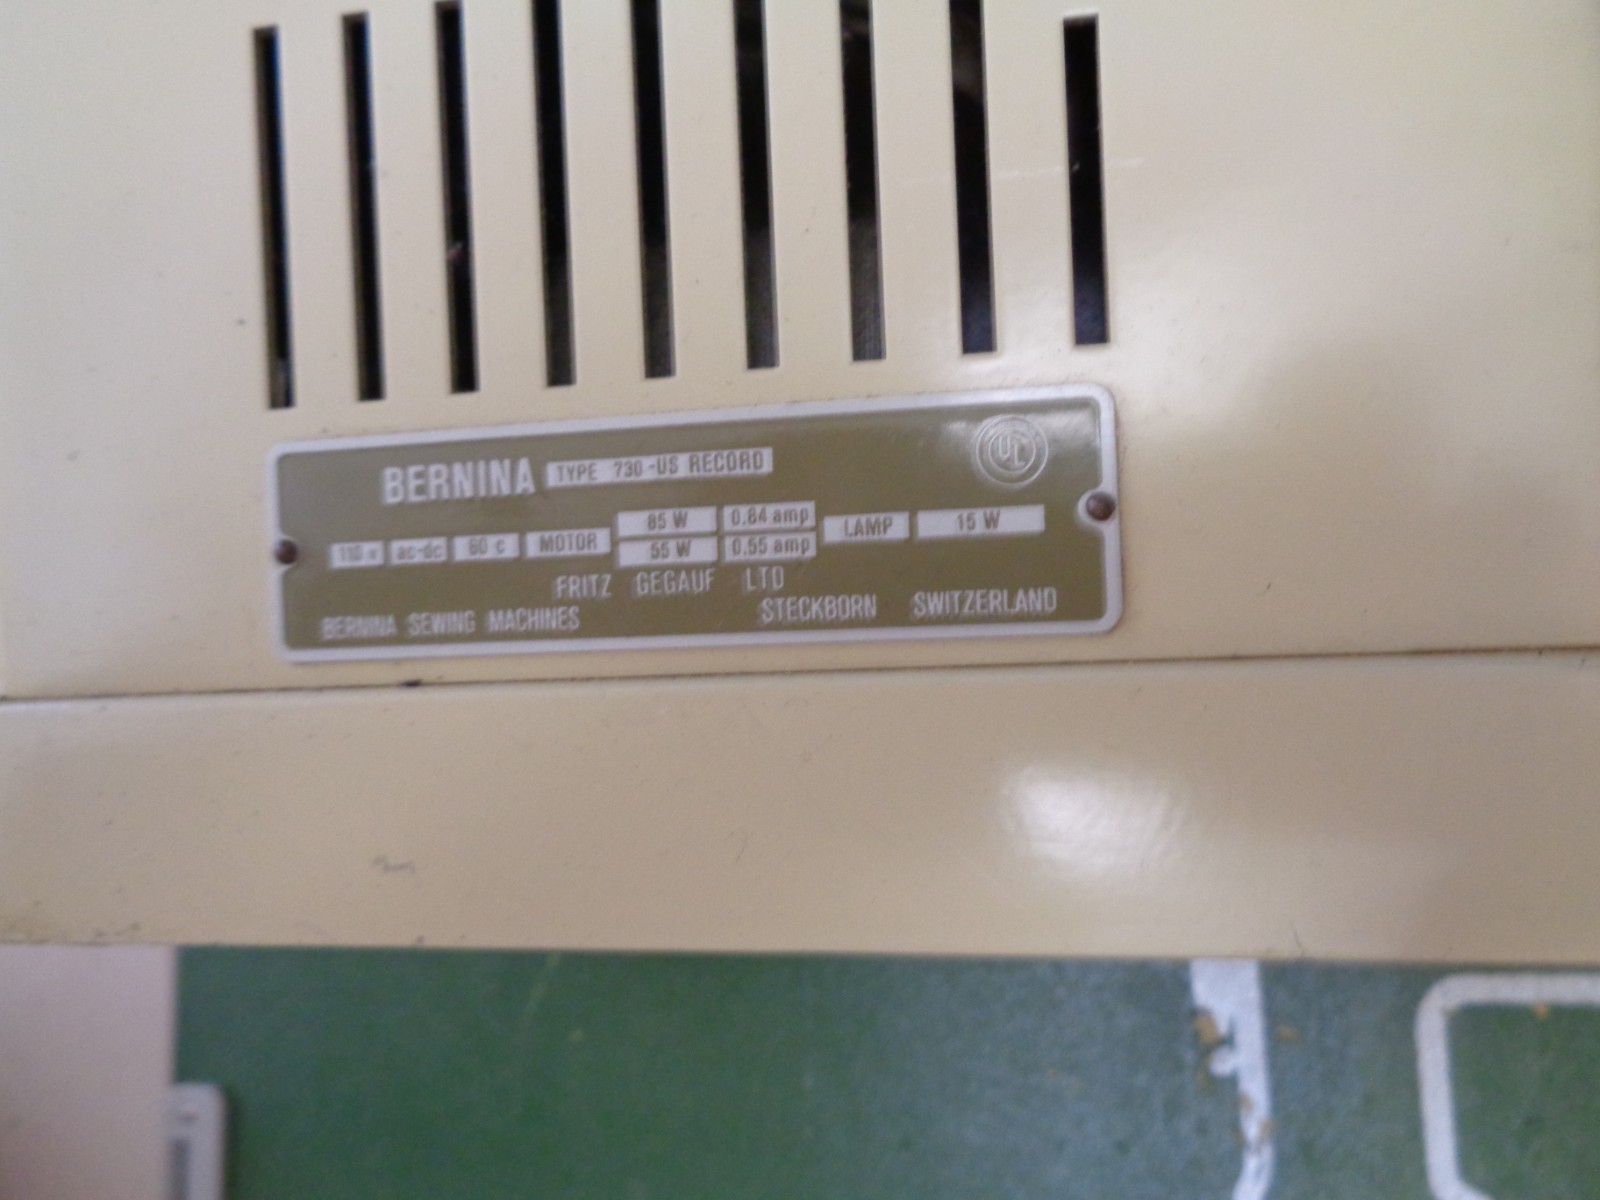 BERNINA TYPE 730-US RECORD
UL
110 v ac-dc 60 c MOTOR 85 W 0.84 amp LAMP 15 W
55 W 0.55 amp
FRITZ GEGAUF LTD
BERNINA SEWING MACHINES STECKBORN SWITZERLAND